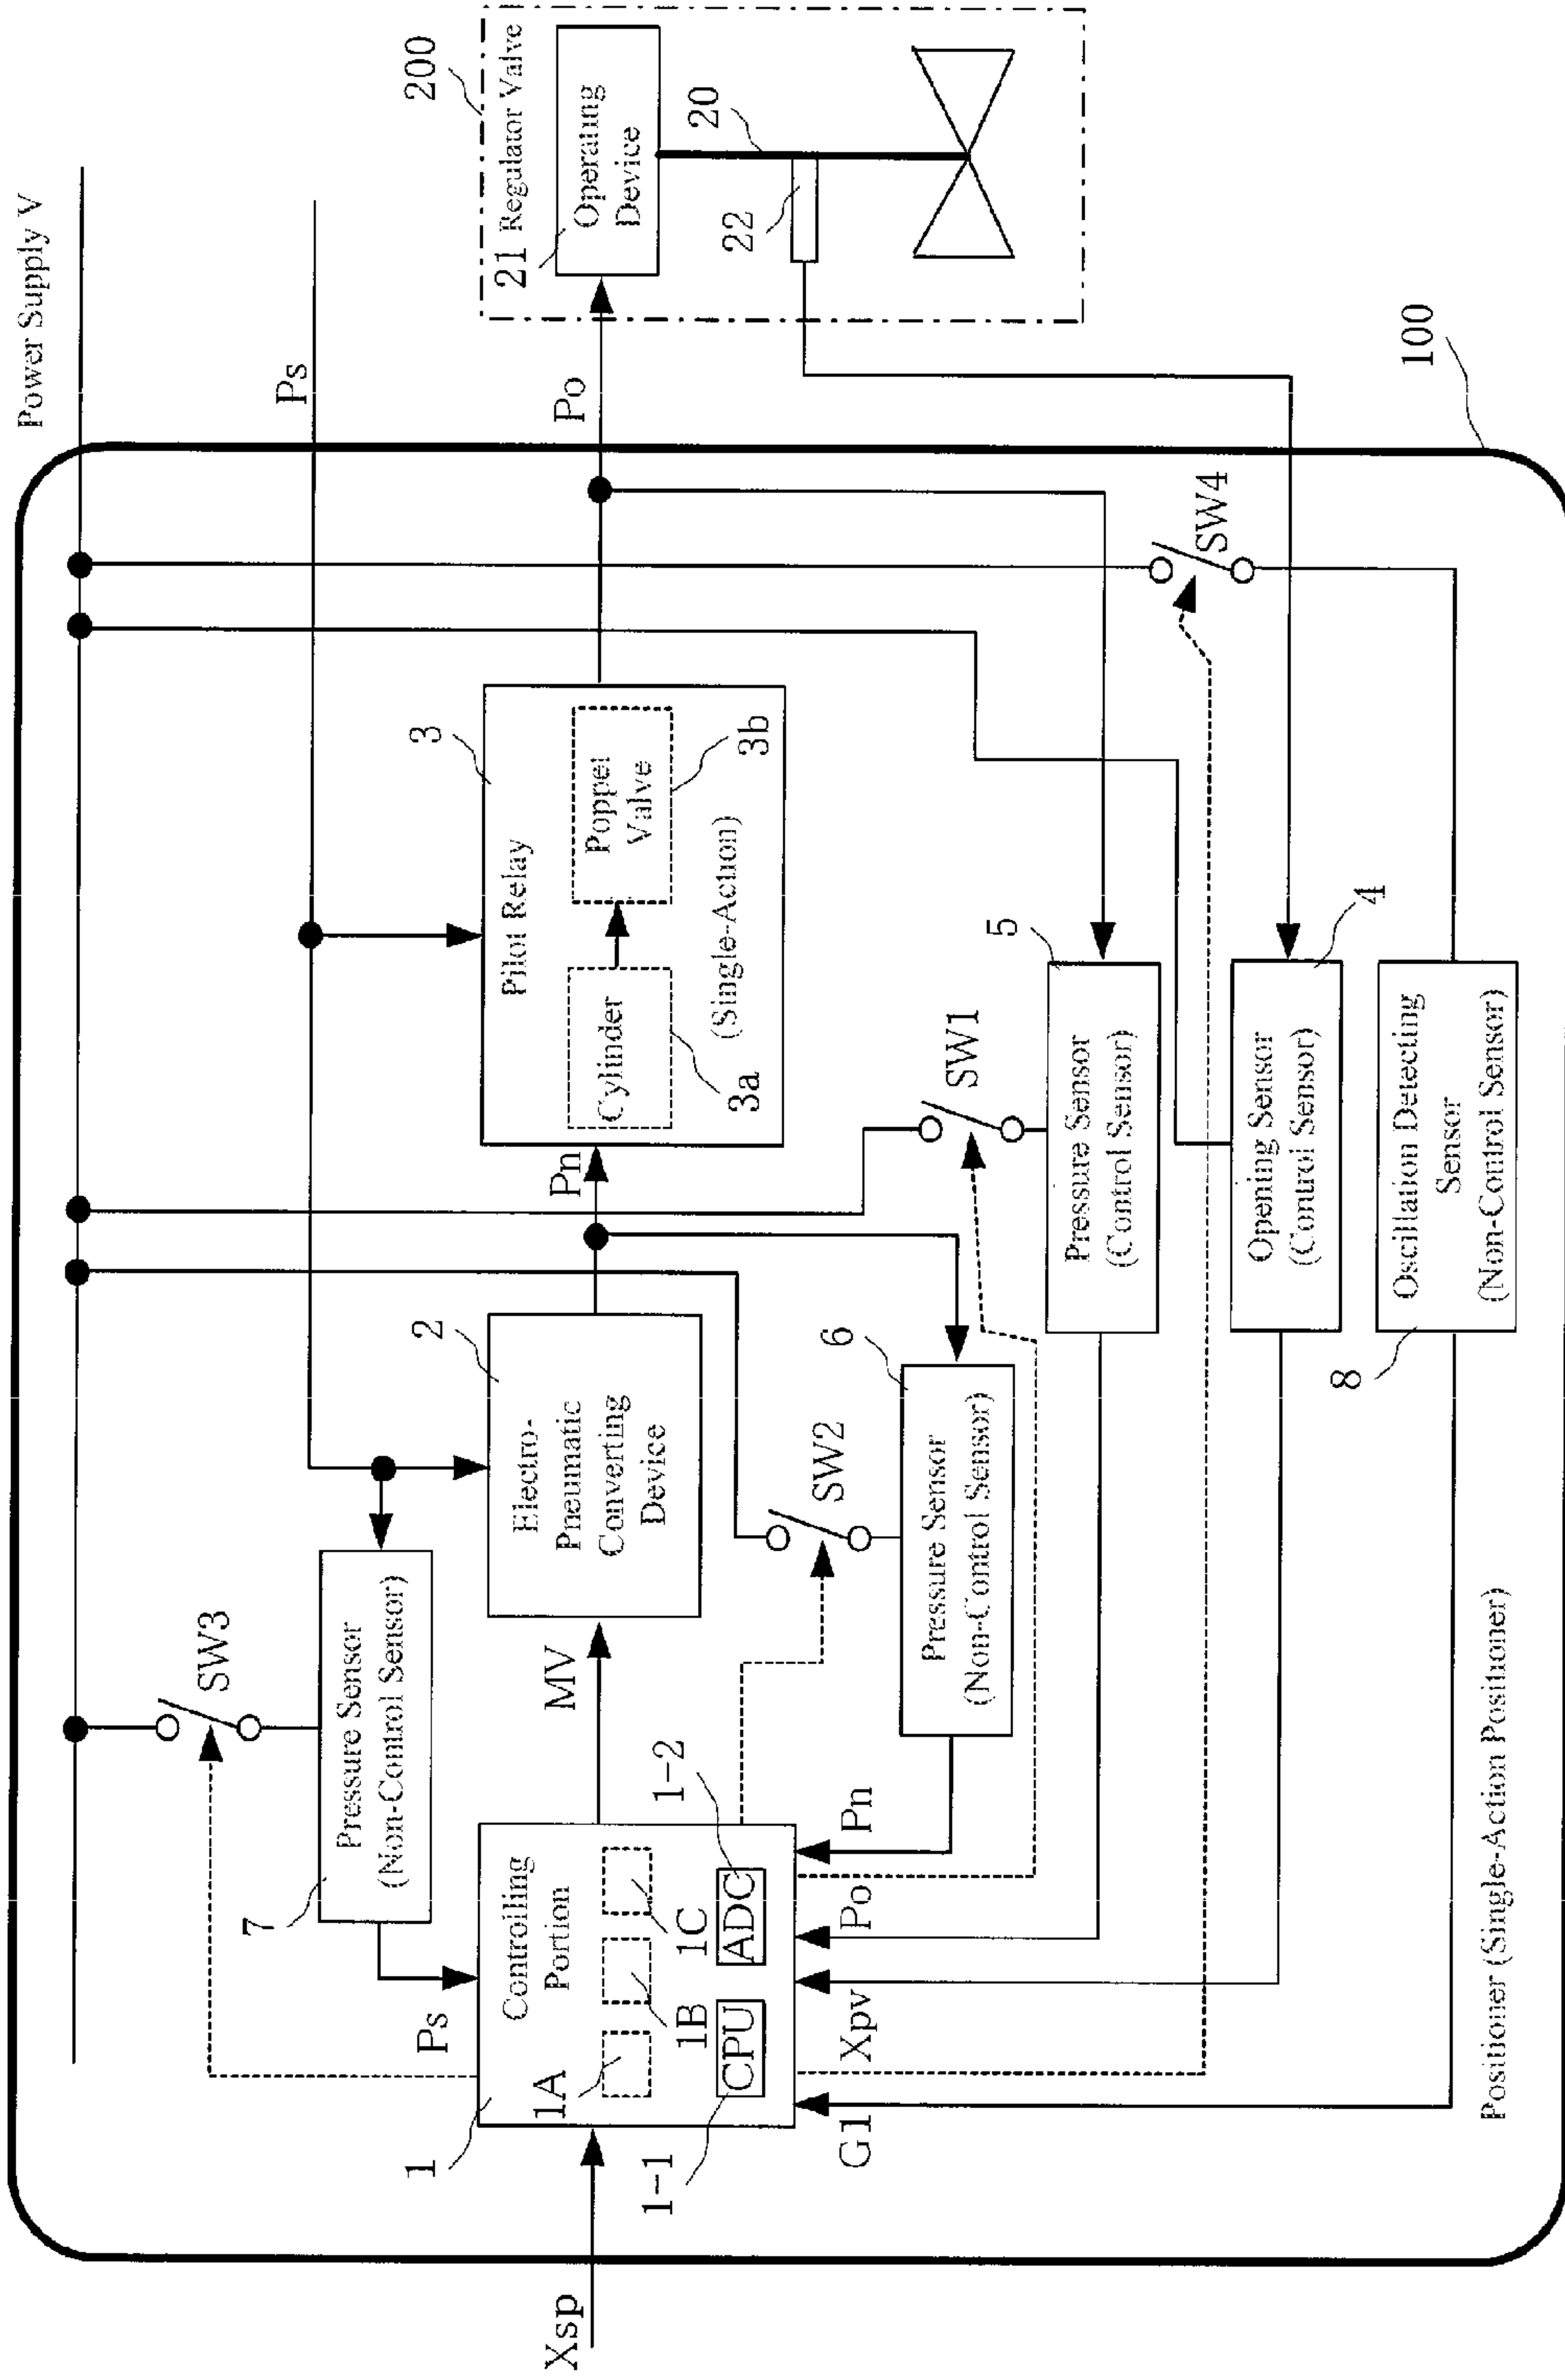 Power Supply V
Ps
200
21 Regulator Valve
Operating
Device
20
22
Po
100
SW3
7
Pressure Sensor
(Non-Control Sensor)
Ps
2
Electro-
Pneumatic
Converting
Device
Pn
3
Pilot Relay
Cylinder
3a
Poppet
Valve
3b
(Single-Action)
MV
Xsp
1
Controlling
Portion
1A
1B
1C
1-1
CPU
ADC
1-2
SW2
SW1
SW4
6
Pressure Sensor
(Non-Control Sensor)
G1
Xpv
Po
Pn
5
Pressure Sensor
(Control Sensor)
4
Opening Sensor
(Control Sensor)
8
Oscillation Detecting
Sensor
(Non-Control Sensor)
Positioner (Single-Action Positioner)